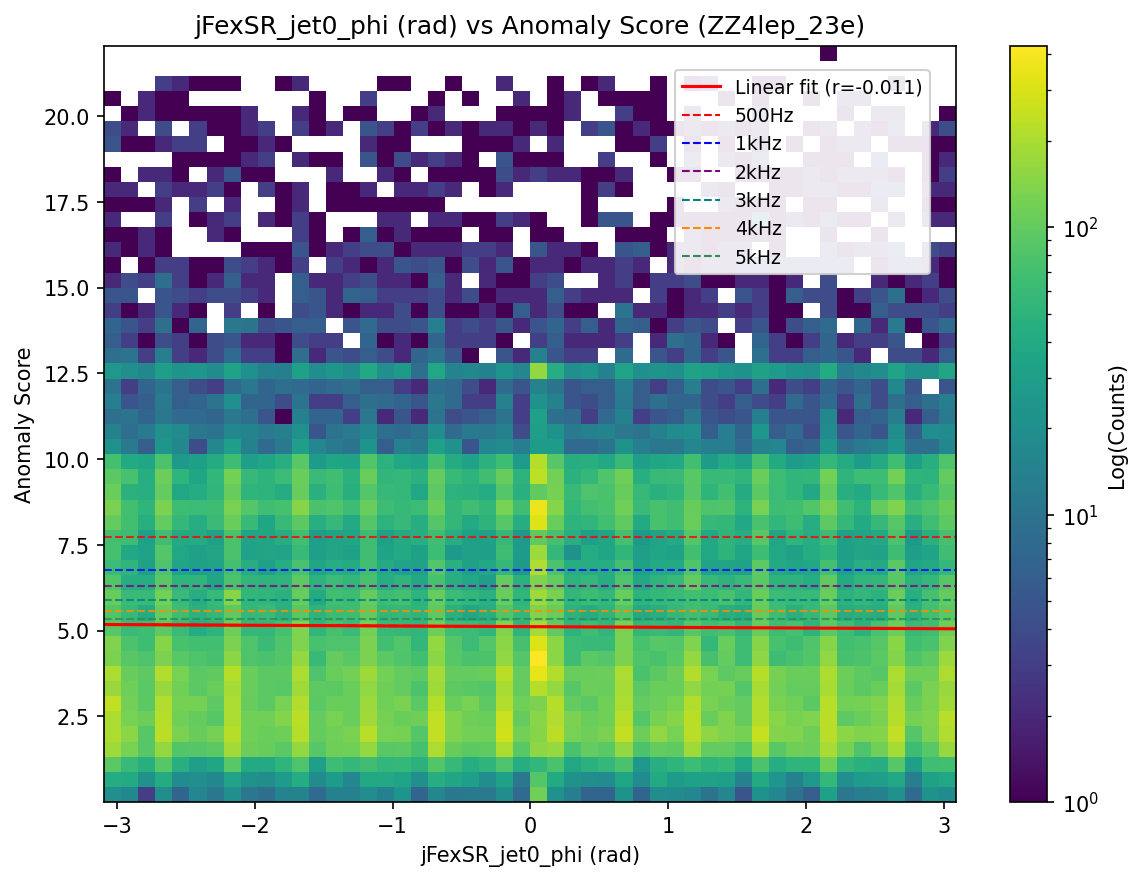 jFexSR_jet0_phi (rad) vs Anomaly Score (ZZ4lep_23e)
Linear fit (r=-0.011)
500Hz
1kHz
2kHz
3kHz
4kHz
5kHz
20.0
17.5
15.0
12.5
10.0
7.5
5.0
2.5
Anomaly Score
−3
−2
−1
0
1
2
3
jFexSR_jet0_phi (rad)
10²
10¹
10⁰
Log(Counts)